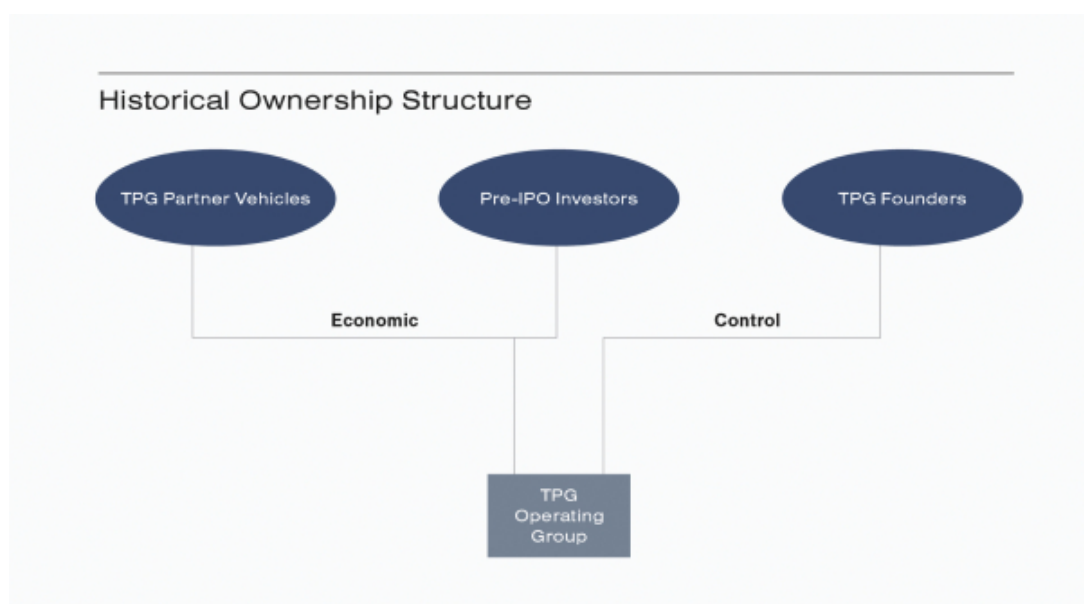 Historical Ownership Structure
TPG Partner Vehicles
Pre-IPO Investors
TPG Founders
Economic
Control
TPG
Operating
Group